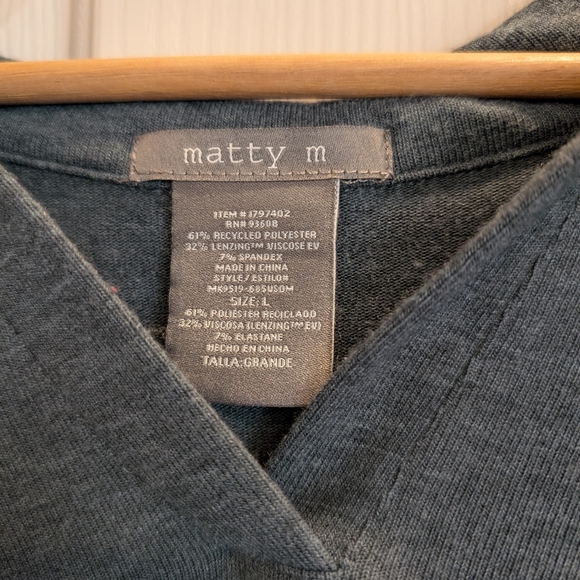 matty m
ITEM # 1797402
RN# 93608
61% RECYCLED POLYESTER
32% LENZING™ VISCOSE EV
7% SPANDEX
MADE IN CHINA
STYLE / ESTILO#
MK9519-685USOM
SIZE: L
61% POLIÉSTER RECICLADO
32% VISCOSA (LENZING™ EV)
7% ELASTANE
HECHO EN CHINA
TALLA: GRANDE